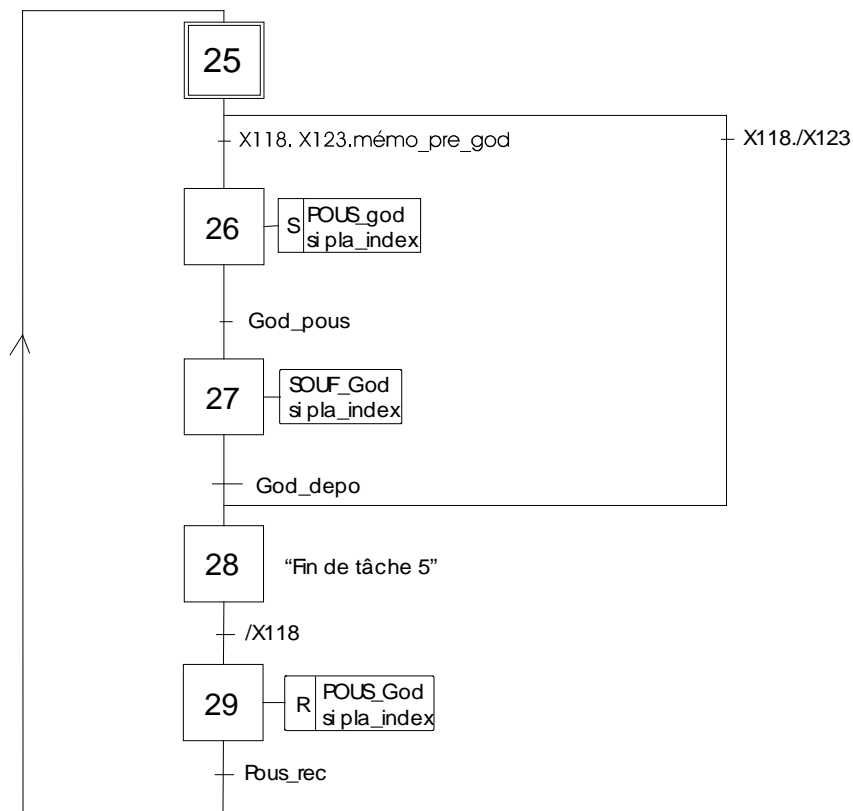 25
X118. X123.mémo_pre_god
X118./X123
26
S
POUS_god
si pla_index
God_pous
27
SOUF_God
si pla_index
God_depo
28
“Fin de tâche 5”
/X118
29
R
POUS_God
si pla_index
Pous_rec